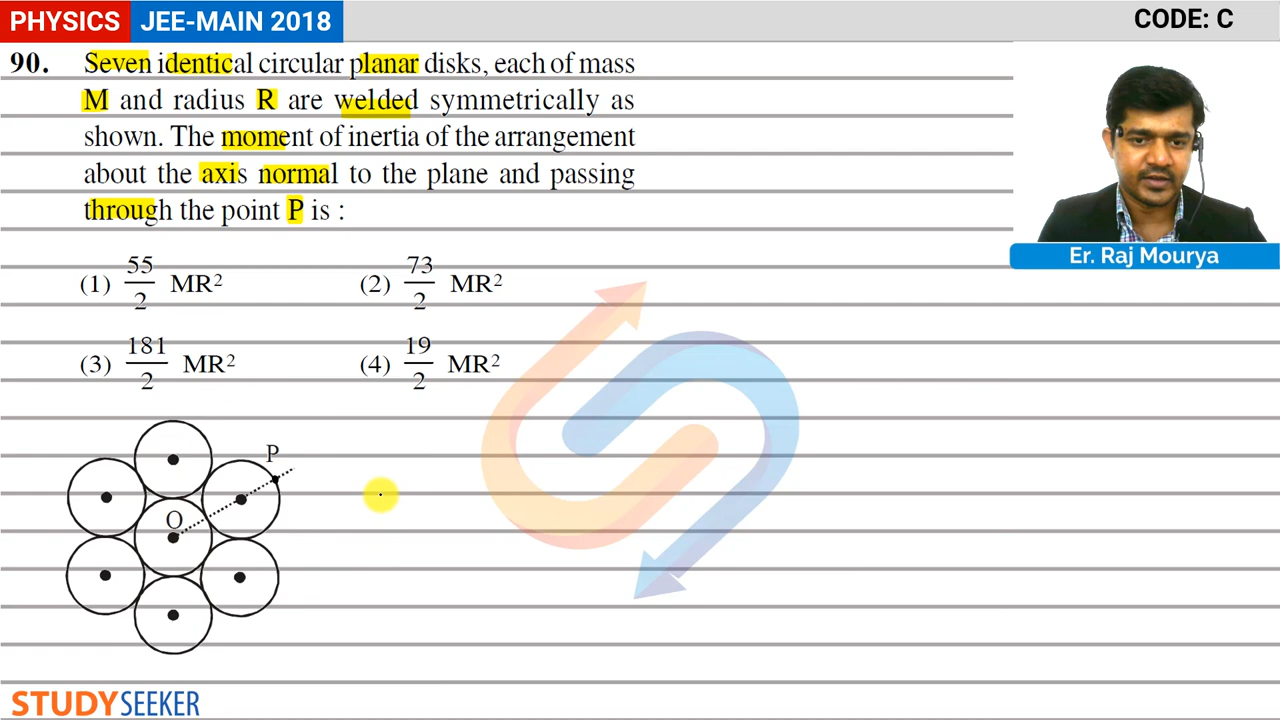 PHYSICS JEE-MAIN 2018
CODE: C
90. Seven identical circular planar disks, each of mass
M and radius R are welded symmetrically as
shown. The moment of inertia of the arrangement
about the axis normal to the plane and passing
through the point P is :
(1) 55/2 MR² (2) 73/2 MR²
(3) 181/2 MR² (4) 19/2 MR²
P
O
Er. Raj Mourya
STUDY SEEKER